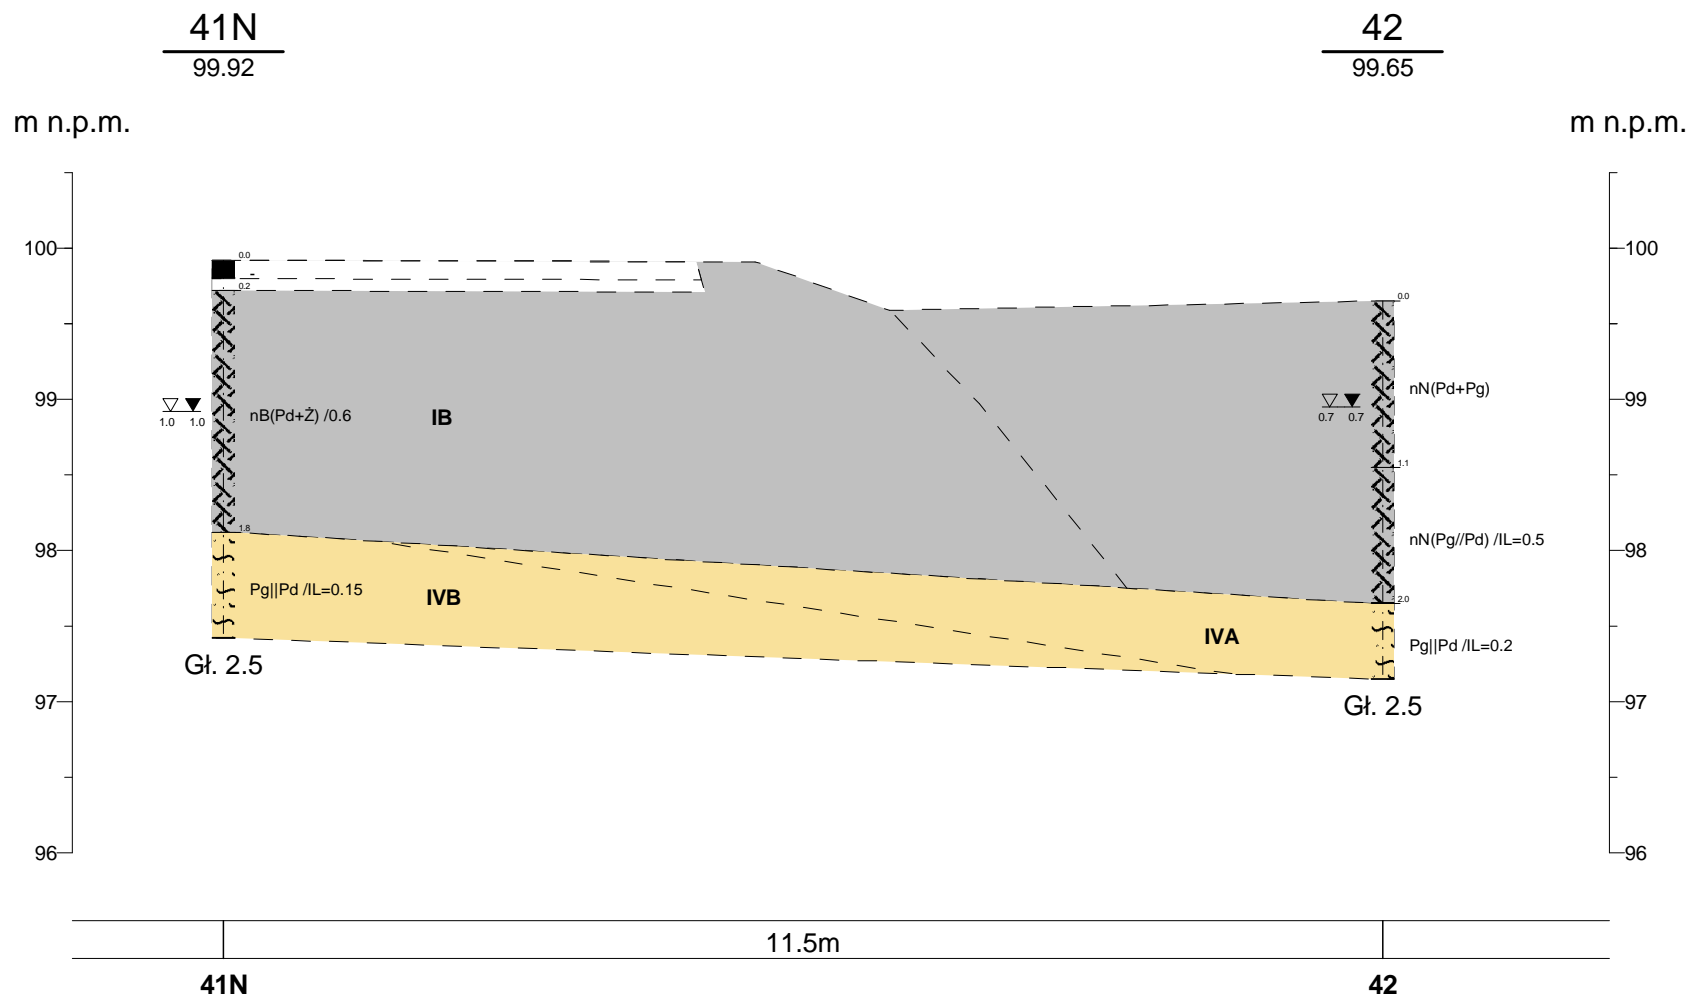 41N
99.92
42
99.65
m n.p.m.
m n.p.m.
100
99
98
97
96
100
99
98
97
96
0.0
-
0.2
nB(Pd+Ż) /0.6
IB
1.0 1.0
1.8
Pg||Pd /IL=0.15
IVB
Gł. 2.5
0.0
nN(Pd+Pg)
0.7 0.7
1.1
nN(Pg//Pd) /IL=0.5
2.0
IVA
Pg||Pd /IL=0.2
Gł. 2.5
11.5m
41N
42